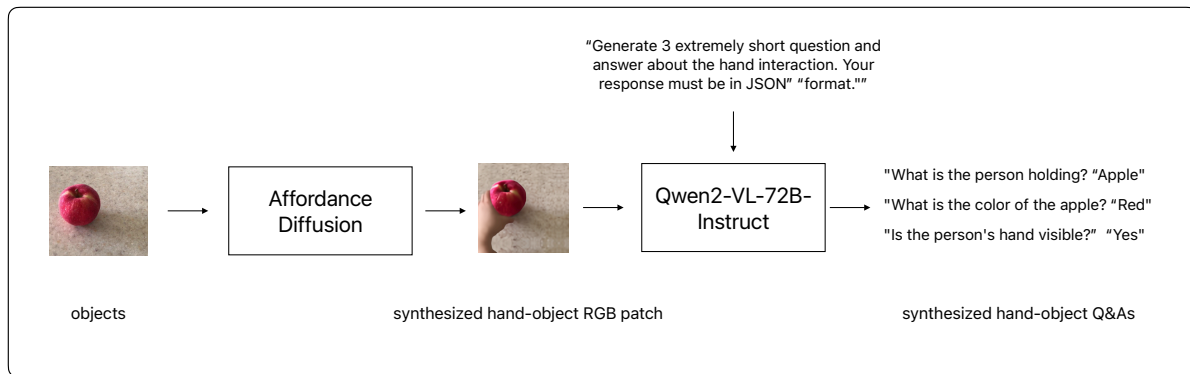 “Generate 3 extremely short question and
answer about the hand interaction. Your
response must be in JSON” “format."”
Affordance
Diffusion
Qwen2-VL-72B-
Instruct
"What is the person holding? “Apple"
"What is the color of the apple? “Red"
"Is the person's hand visible?” “Yes"
objects
synthesized hand-object RGB patch
synthesized hand-object Q&As